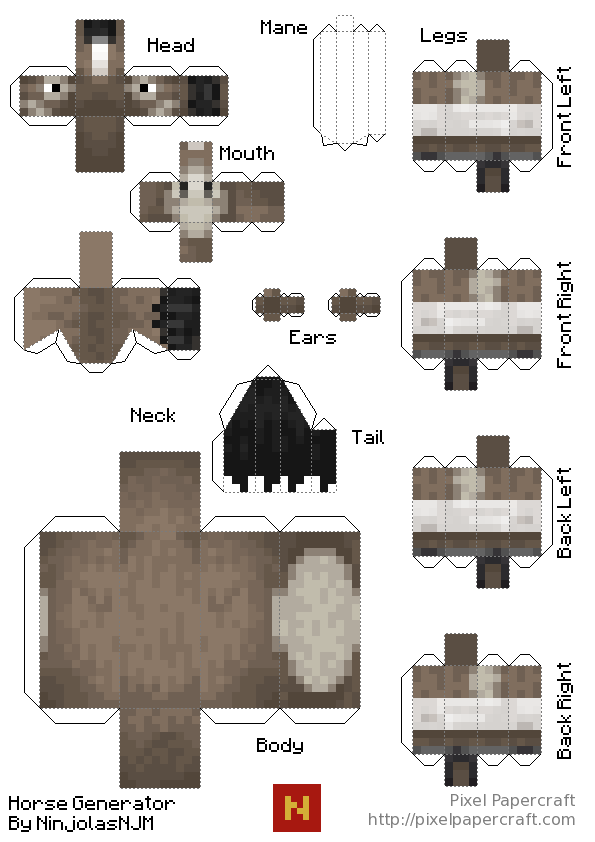 Head
Mane
Legs
Front Left
Mouth
Front Right
Ears
Neck
Tail
Back Left
Body
Back Right
Horse Generator
By NinjolasNJM
N
Pixel Papercraft
http://pixelpapercraft.com